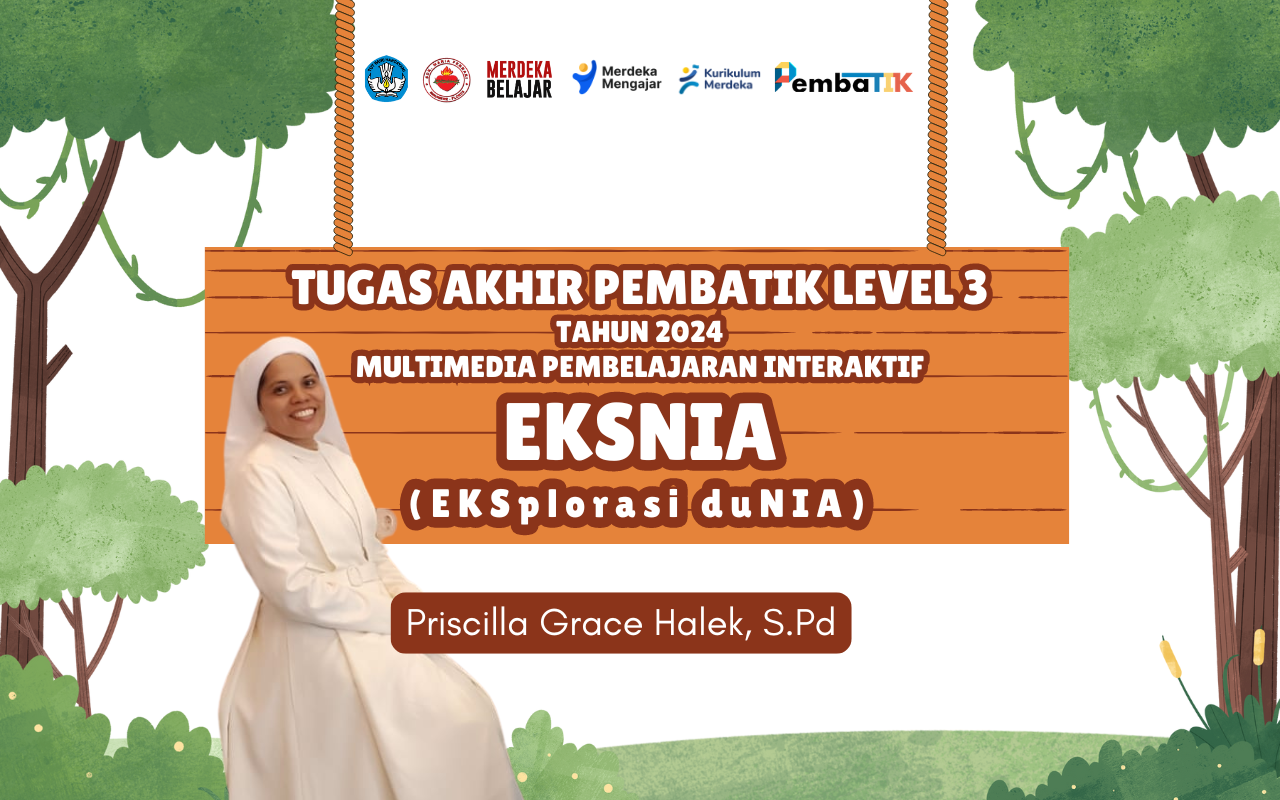 MERDEKA
BELAJAR
Merdeka
Mengajar
Kurikulum
Merdeka
PembaTIK
TUGAS AKHIR PEMBATIK LEVEL 3
TAHUN 2024
MULTIMEDIA PEMBELAJARAN INTERAKTIF
EKSNIA
(EKSplorasi duNIA)
Priscilla Grace Halek, S.Pd